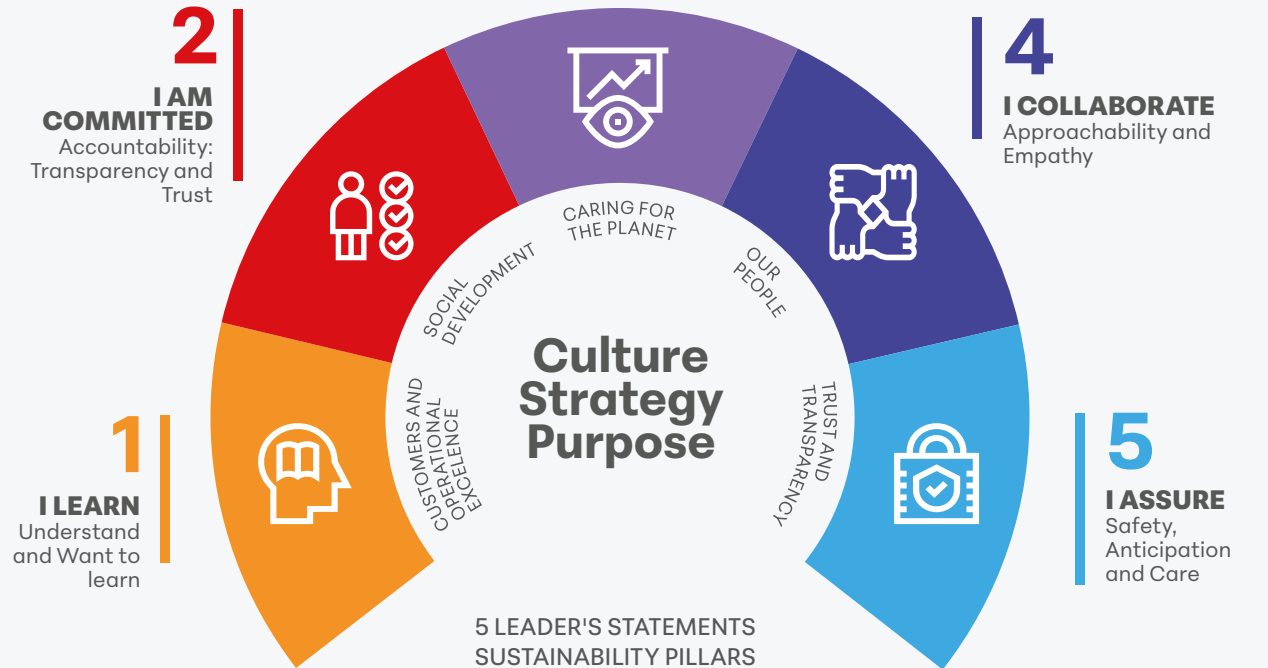 2
I AM
COMMITTED
Accountability:
Transparency and
Trust
4
I COLLABORATE
Approachability and
Empathy
CARING FOR
THE PLANET
SOCIAL
DEVELOPMENT
OUR
PEOPLE
Culture
Strategy
Purpose
CUSTOMERS AND
OPERATIONAL
EXCELENCE
TRUST AND
TRANSPARENCY
1
I LEARN
Understand
and Want to
learn
5
I ASSURE
Safety,
Anticipation
and Care
5 LEADER'S STATEMENTS
SUSTAINABILITY PILLARS